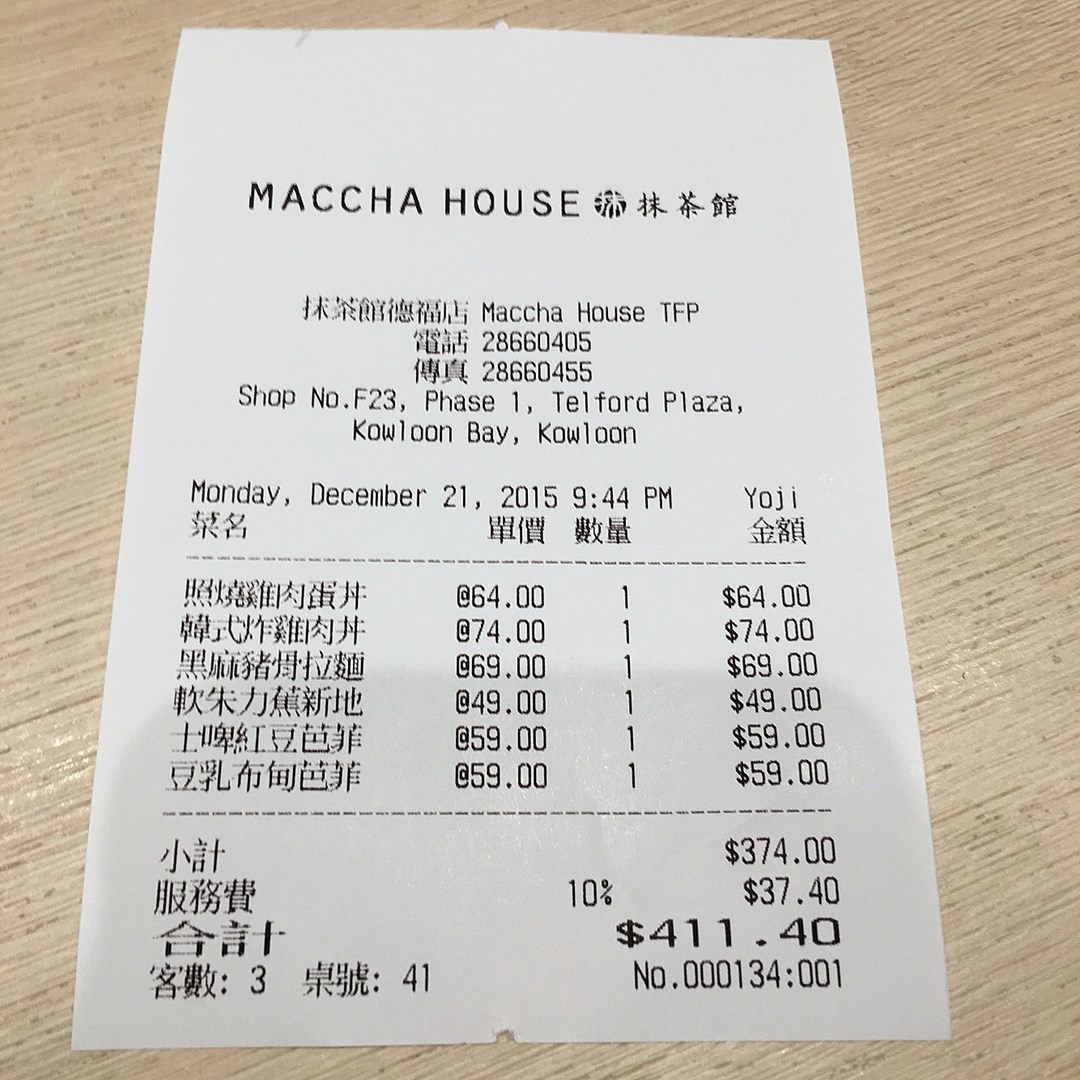 MACCHA HOUSE 抹茶館
抹茶館德福店 Maccha House TFP
電話 28660405
傳真 28660455
Shop No.F23, Phase 1, Telford Plaza,
Kowloon Bay, Kowloon
Monday, December 21, 2015 9:44 PM Yoji
菜名 單價 數量 金額
照燒雞肉蛋丼 @64.00 1 $64.00
韓式炸雞肉丼 @74.00 1 $74.00
黑麻豬骨拉麵 @69.00 1 $69.00
軟朱力蕉新地 @49.00 1 $49.00
士啤紅豆芭菲 @59.00 1 $59.00
豆乳布甸芭菲 @59.00 1 $59.00
小計 $374.00
服務費 10% $37.40
合計 $411.40
客數: 3 桌號: 41 No.000134:001